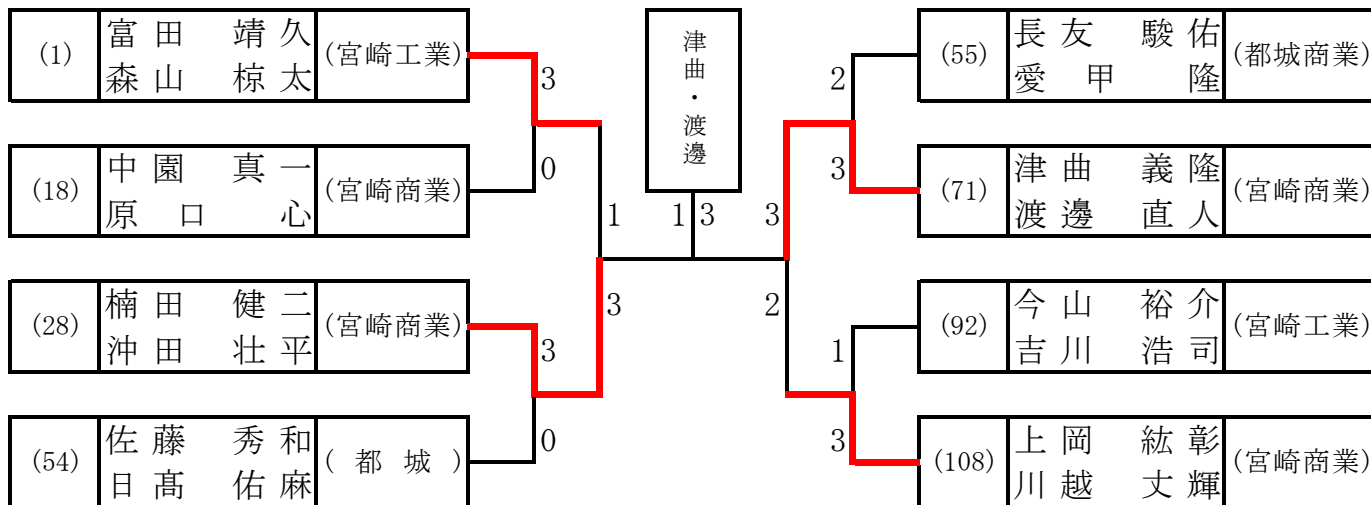 (1)
富田 靖久
森山 椋太
(宮崎工業)
3
(18)
中園 真一
原口 心
(宮崎商業)
0
(28)
楠田 健二
沖田 壮平
(宮崎商業)
3
(54)
佐藤 秀和
日髙 佑麻
(都城)
0
1
3
津曲・渡邊
1 3
3
2
2
(55)
長友 駿佑
愛甲 隆
(都城商業)
3
(71)
津曲 義隆
渡邊 直人
(宮崎商業)
1
(92)
今山 裕介
吉川 浩司
(宮崎工業)
3
(108)
上岡 紘彰
川越 丈輝
(宮崎商業)